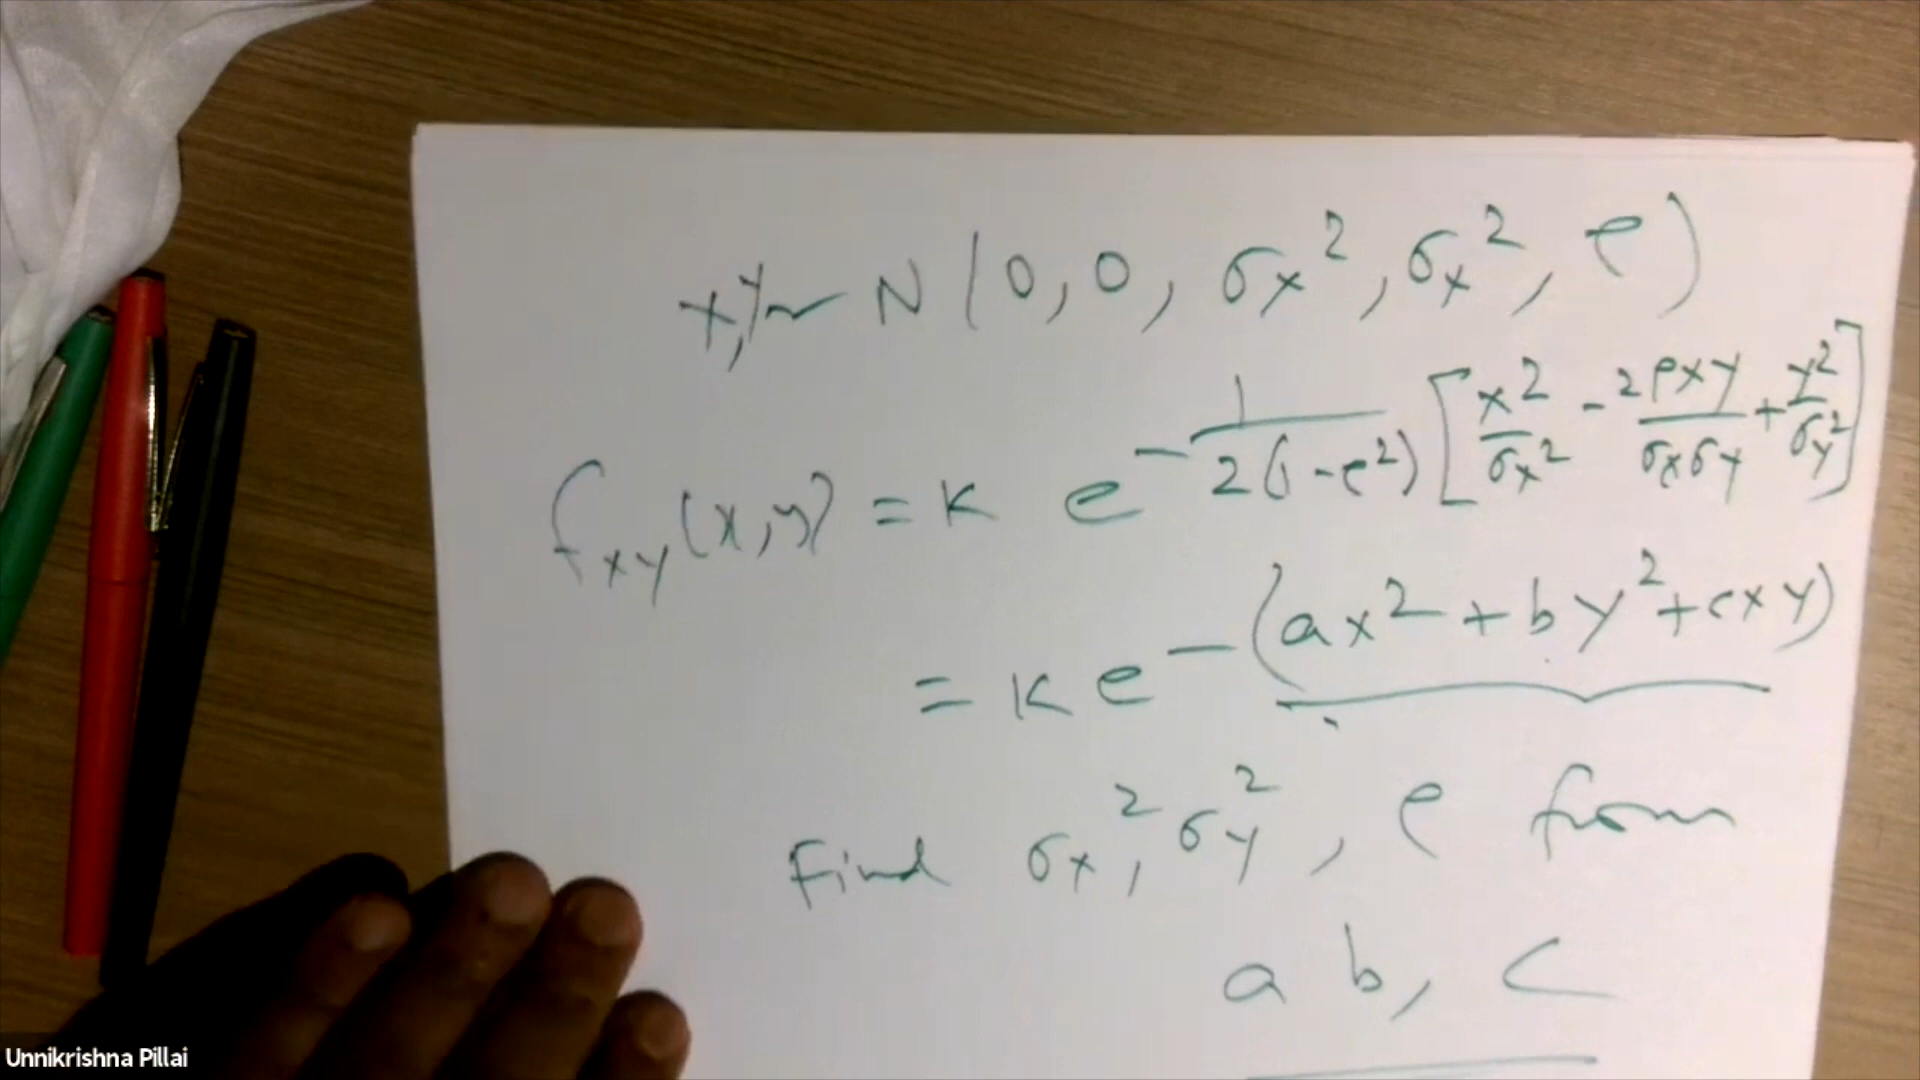 x,y ~ N(0, 0, σx², σx², ρ)
fxy(x,y) = K e^-1/2(1-ρ²) [x²/σx² - 2ρxy/σxσy + y²/σy²]
= K e^-(ax² + by² + cxy)
Find σx², σy², ρ from
a b, c
Unnikrishna Pillai